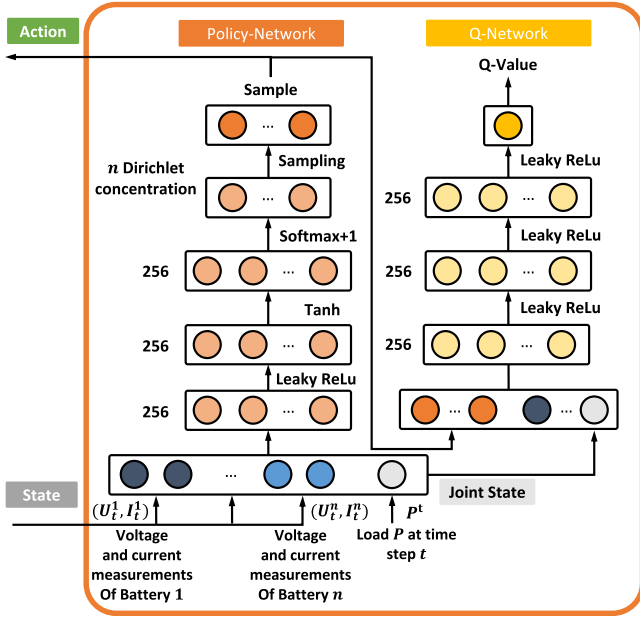 Action
Policy-Network
Q-Network
Q-Value
Sample
...
n Dirichlet
concentration
Sampling
Leaky ReLu
...
256
...
Softmax+1
Leaky ReLu
256
...
256
...
Tanh
Leaky ReLu
256
...
256
...
Leaky ReLu
256
...
... ...
...
State
Joint State
(U_t^1, I_t^1)
(U_t^n, I_t^n)
P^t
Voltage
and current
measurements
Of Battery 1
Voltage
and current
measurements
Of Battery n
Load P at time
step t